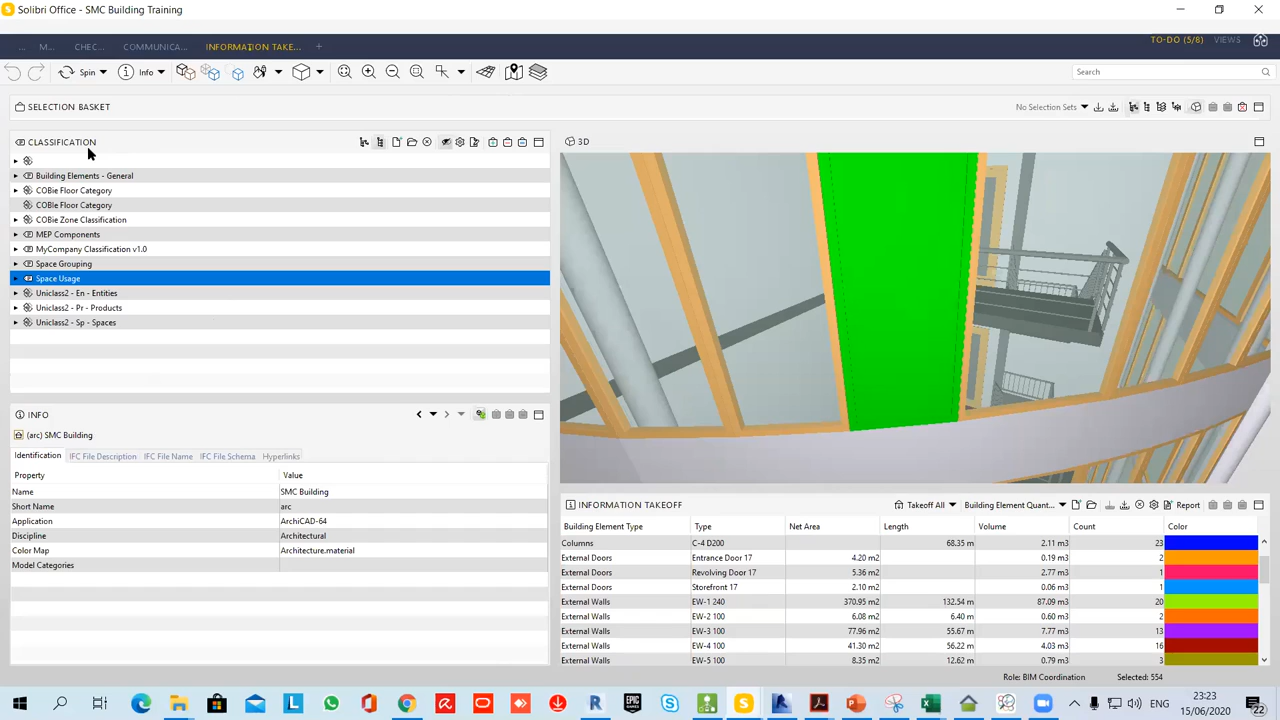 Solibri Office - SMC Building Training
... M... CHEC... COMMUNICA... INFORMATION TAKE... + TO-DO (5/8) VIEWS
Spin Info Search
SELECTION BASKET No Selection Sets
CLASSIFICATION
Building Elements - General
COBie Floor Category
COBIe Floor Category
COBie Zone Classification
MEP Components
MyCompany Classification v1.0
Space Grouping
Space Usage
Uniclass2 - En - Entities
Uniclass2 - Pr - Products
Uniclass2 - Sp - Spaces
INFO
(arc) SMC Building
Identification IFC File Description IFC File Name IFC File Schema Hyperlinks
Property Value
Name SMC Building
Short Name arc
Application ArchiCAD-64
Discipline Architectural
Color Map Architecture.material
Model Categories
3D
INFORMATION TAKEOFF Takeoff All Building Element Quant... Report
Building Element Type Type Net Area Length Volume Count Color
Columns C-4 D200 68.35 m 2.11 m3 23
External Doors Entrance Door 17 4.20 m2 0.19 m3 2
External Doors Revolving Door 17 5.36 m2 2.77 m3 1
External Doors Storefront 17 2.10 m2 0.06 m3 1
External Walls EW-1 240 370.95 m2 132.54 m 87.09 m3 20
External Walls EW-2 100 6.08 m2 6.40 m 0.60 m3 2
External Walls EW-3 100 77.96 m2 55.67 m 7.77 m3 13
External Walls EW-4 100 41.30 m2 56.22 m 4.03 m3 16
External Walls EW-5 100 8.35 m2 12.62 m 0.79 m3 3
Role: BIM Coordination Selected: 554
ENG 23:23
15/06/2020 22